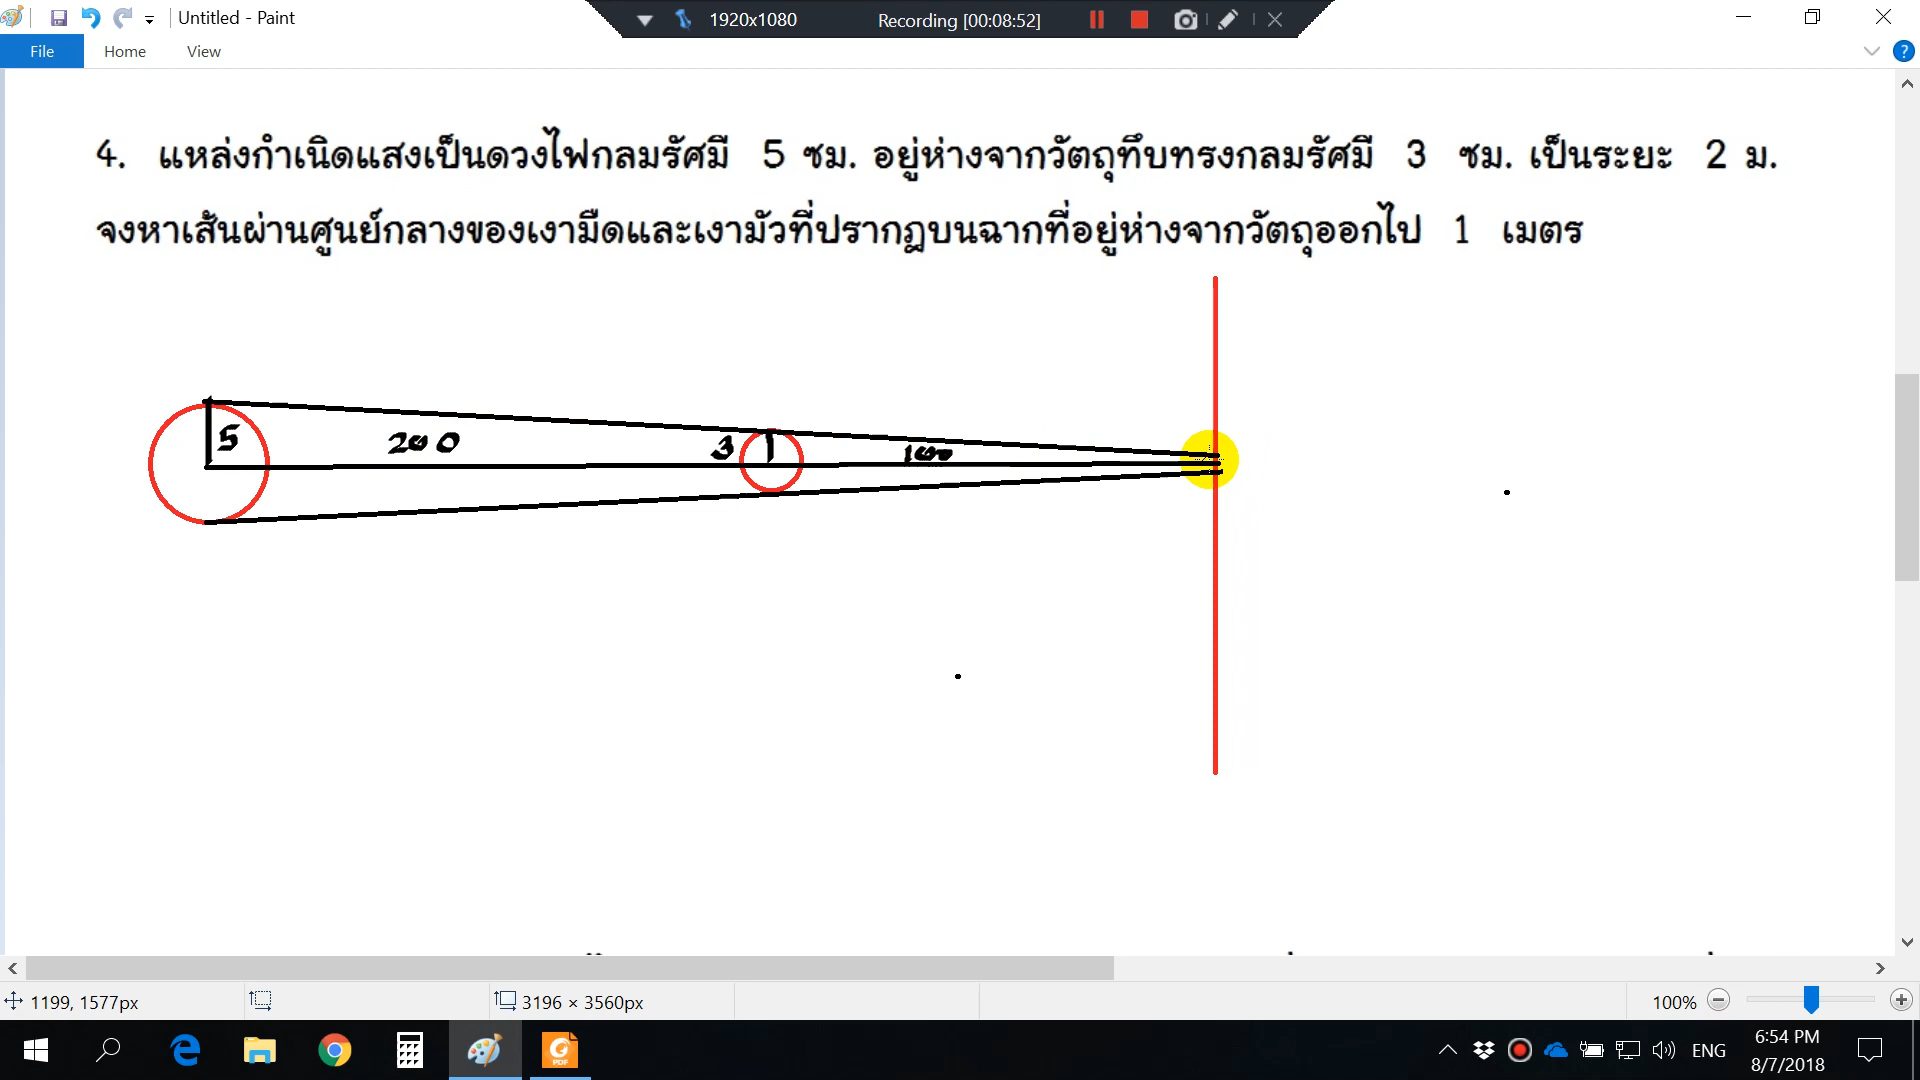 Untitled - Paint
1920x1080
Recording [00:08:52]
File
Home
View
4. แหล่งกำเนิดแสงเป็นดวงไฟกลมรัศมี 5 ซม. อยู่ห่างจากวัตถุทึบทรงกลมรัศมี 3 ซม. เป็นระยะ 2 ม.
จงหาเส้นผ่านศูนย์กลางของเงามืดและเงามัวที่ปรากฏบนฉากที่อยู่ห่างจากวัตถุออกไป 1 เมตร
5
200
3
100
1199, 1577px
3196 × 3560px
100%
PDF
ENG
6:54 PM
8/7/2018